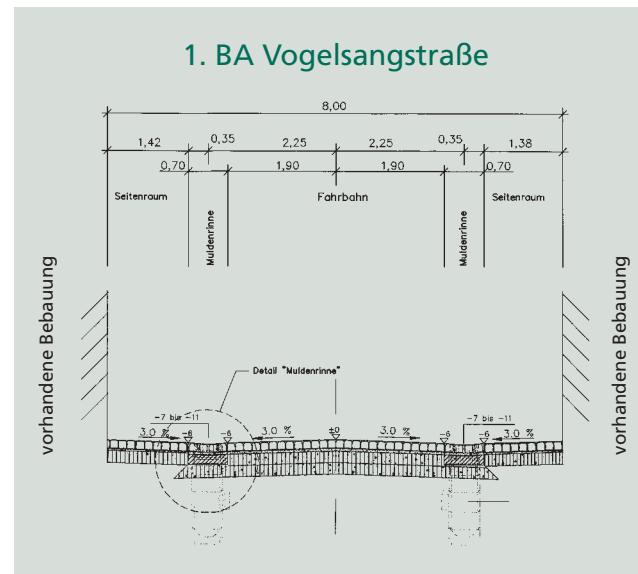 1. BA Vogelsangstraße
8,00
1,42 0,35 2,25 2,25 0,35 1,38
0,70 1,90 1,90 0,70
Seitenraum Muldenrinne Fahrbahn Muldenrinne Seitenraum
vorhandene Bebauung
vorhandene Bebauung
Detail "Muldenrinne"
-7 bis -11 -7 bis -11
3.0 % -6 -6 3.0 % ±0 3.0 % -6 -6 3.0 %